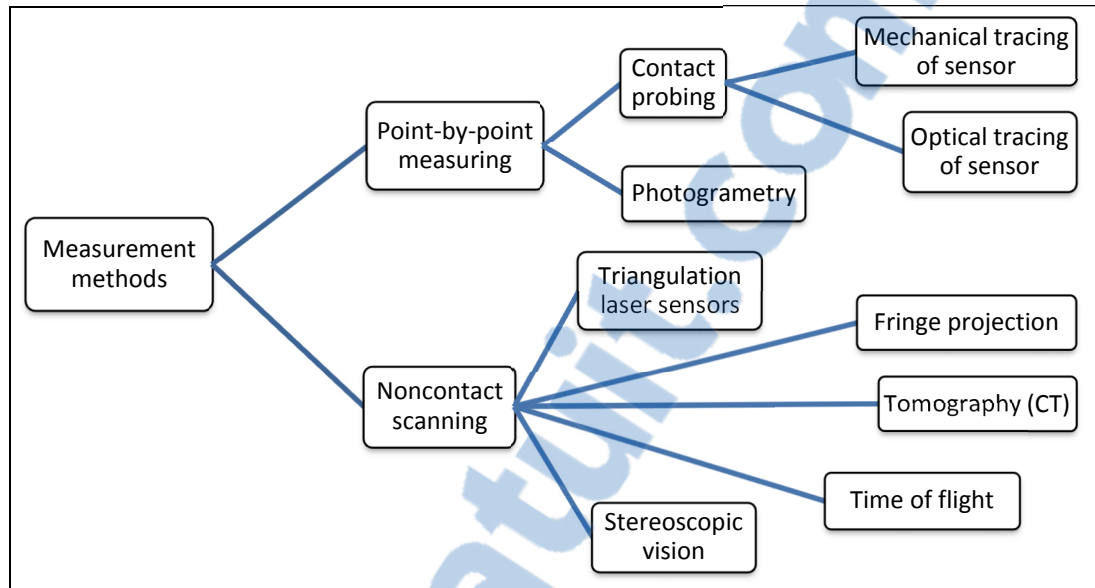 Mechanical tracing
of sensor
Contact
probing
Point-by-point
measuring
Optical tracing
of sensor
Photogrametry
Measurement
methods
Triangulation
laser sensors
Fringe projection
Noncontact
scanning
Tomography (CT)
Time of flight
Stereoscopic
vision